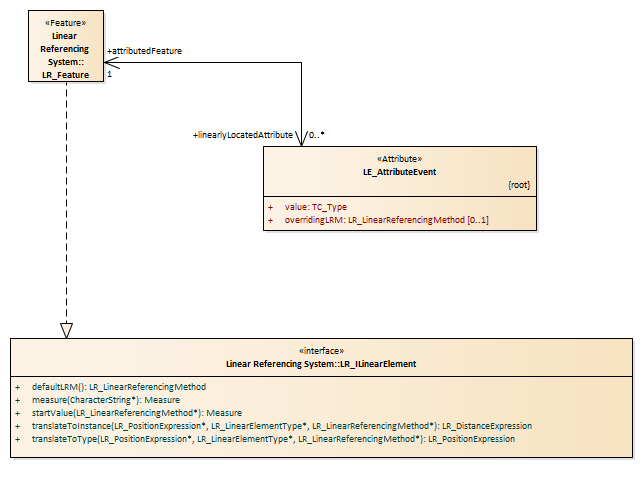 «Feature»
Linear
Referencing
System::
LR_Feature
+attributedFeature
1
+linearlyLocatedAttribute
0..*
«Attribute»
LE_AttributeEvent
{root}
+ value: TC_Type
+ overridingLRM: LR_LinearReferencingMethod [0..1]
«interface»
Linear Referencing System::LR_ILinearElement
+ defaultLRM(): LR_LinearReferencingMethod
+ measure(CharacterString*): Measure
+ startValue(LR_LinearReferencingMethod*): Measure
+ translateToInstance(LR_PositionExpression*, LR_LinearElementType*, LR_LinearReferencingMethod*): LR_DistanceExpression
+ translateToType(LR_PositionExpression*, LR_LinearElementType*, LR_LinearReferencingMethod*): LR_PositionExpression